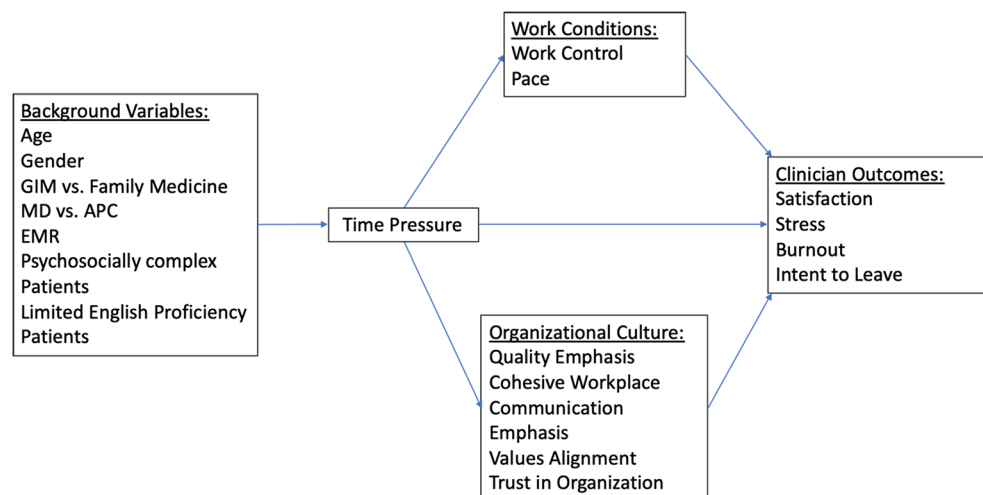 Background Variables:
Age
Gender
GIM vs. Family Medicine
MD vs. APC
EMR
Psychosocially complex
Patients
Limited English Proficiency
Patients
Time Pressure
Work Conditions:
Work Control
Pace
Organizational Culture:
Quality Emphasis
Cohesive Workplace
Communication
Emphasis
Values Alignment
Trust in Organization
Clinician Outcomes:
Satisfaction
Stress
Burnout
Intent to Leave